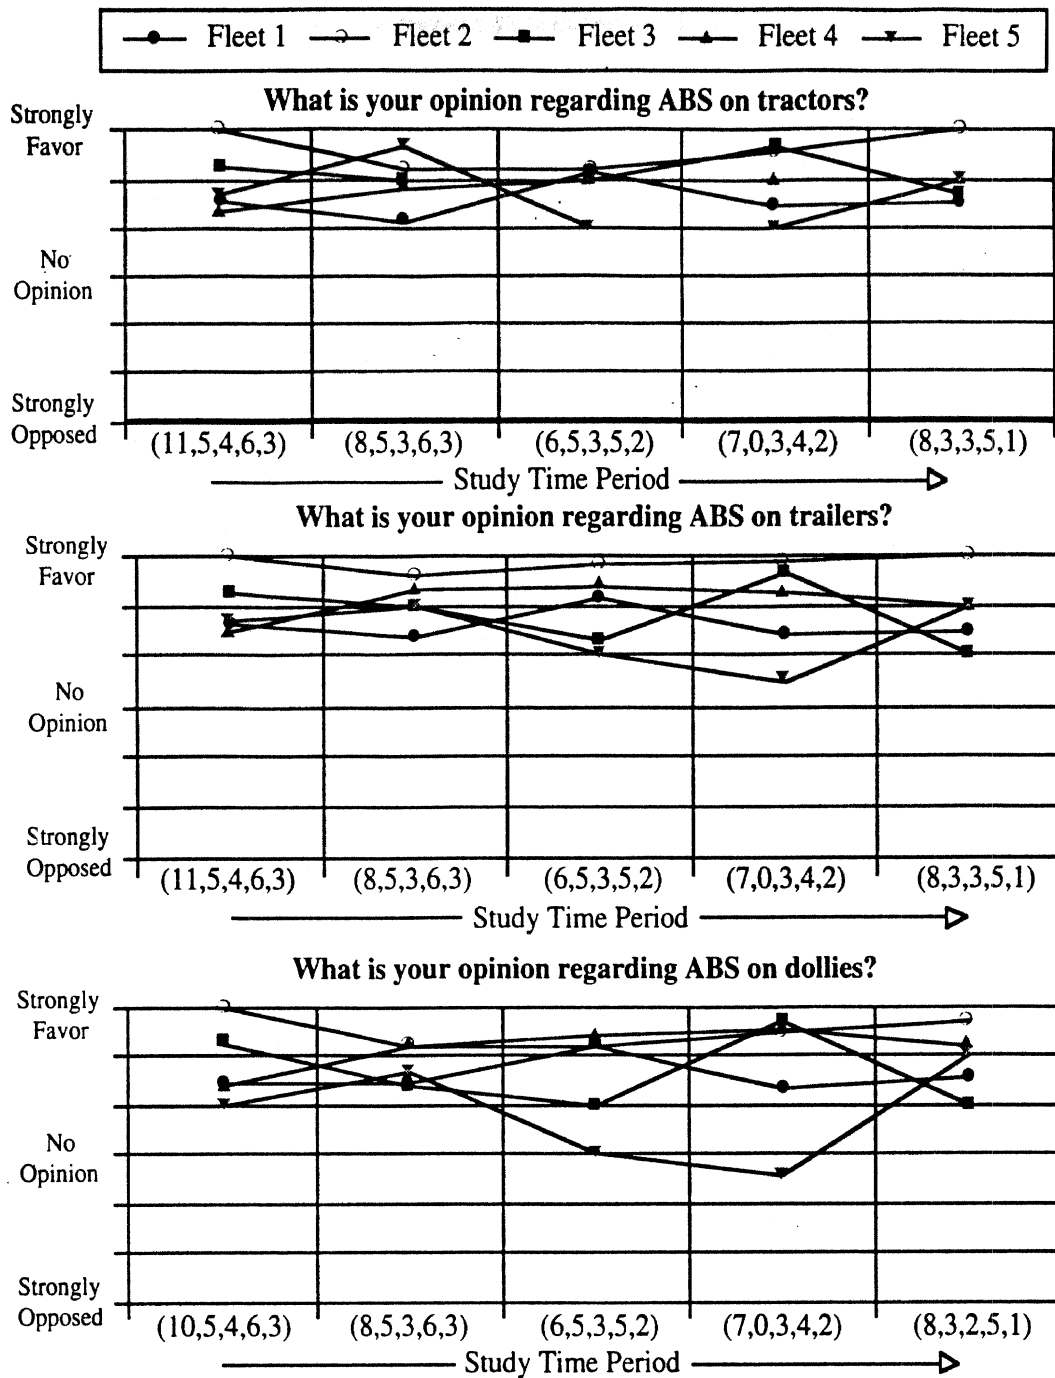 Fleet 1 Fleet 2 Fleet 3 Fleet 4 Fleet 5
What is your opinion regarding ABS on tractors?
Strongly
Favor
No
Opinion
Strongly
Opposed
(11,5,4,6,3) (8,5,3,6,3) (6,5,3,5,2) (7,0,3,4,2) (8,3,3,5,1)
Study Time Period
What is your opinion regarding ABS on trailers?
Strongly
Favor
No
Opinion
Strongly
Opposed
(11,5,4,6,3) (8,5,3,6,3) (6,5,3,5,2) (7,0,3,4,2) (8,3,3,5,1)
Study Time Period
What is your opinion regarding ABS on dollies?
Strongly
Favor
No
Opinion
Strongly
Opposed
(10,5,4,6,3) (8,5,3,6,3) (6,5,3,5,2) (7,0,3,4,2) (8,3,2,5,1)
Study Time Period